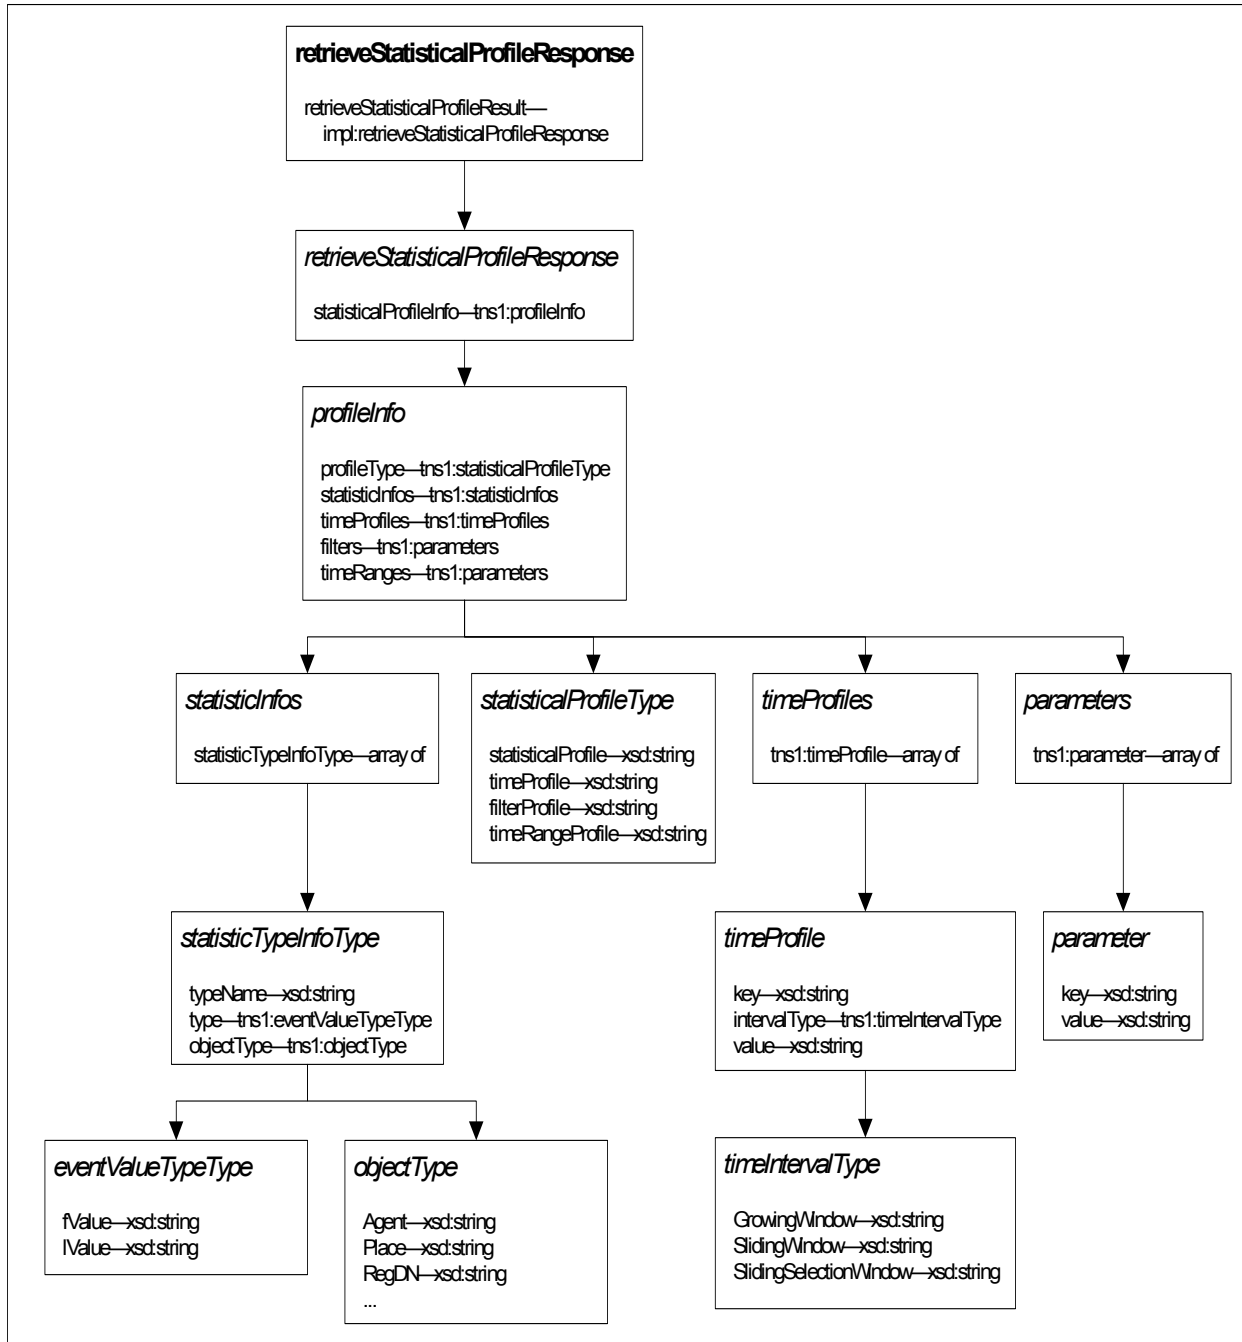 retrieveStatisticalProfileResponse
retrieveStatisticalProfileResult—
impl:retrieveStatisticalProfileResponse
retrieveStatisticalProfileResponse
statisticalProfileInfo—tns1:profileInfo
profileInfo
profileType—tns1:statisticalProfileType
statisticInfos—tns1:statisticInfos
timeProfiles—tns1:timeProfiles
filters—tns1:parameters
timeRanges—tns1:parameters
statisticInfos
statisticTypeInfoType—array of
statisticalProfileType
statisticalProfile—xsd:string
timeProfile—xsd:string
filterProfile—xsd:string
timeRangeProfile—xsd:string
timeProfiles
tns1:timeProfile—array of
parameters
tns1:parameter—array of
statisticTypeInfoType
typeName—xsd:string
type—tns1:eventValueTypeType
objectType—tns1:objectType
timeProfile
key—xsd:string
intervalType—tns1:timeIntervalType
value—xsd:string
parameter
key—xsd:string
value—xsd:string
eventValueTypeType
fValue—xsd:string
lValue—xsd:string
objectType
Agent—xsd:string
Place—xsd:string
RegDN—xsd:string
...
timeIntervalType
GrowingWindow—xsd:string
SlidingWindow—xsd:string
SlidingSelectionWindow—xsd:string